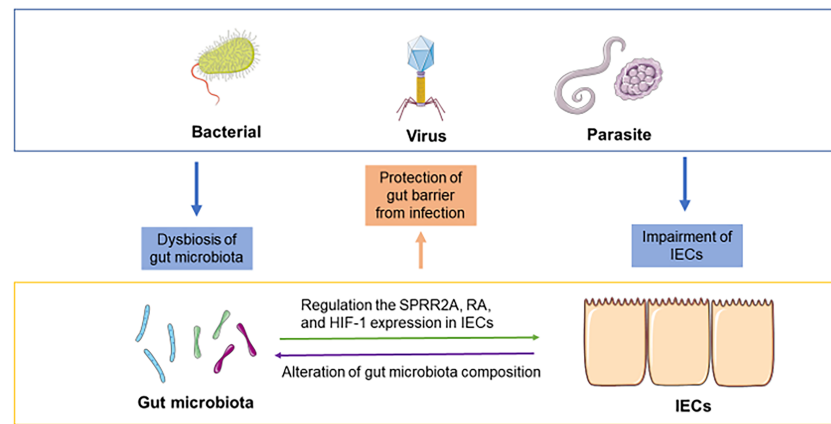 Bacterial
Virus
Parasite
Protection of
gut barrier
from infection
Dysbiosis of
gut microbiota
Impairment of
IECs
Regulation the SPRR2A, RA,
and HIF-1 expression in IECs
Alteration of gut microbiota composition
Gut microbiota
IECs